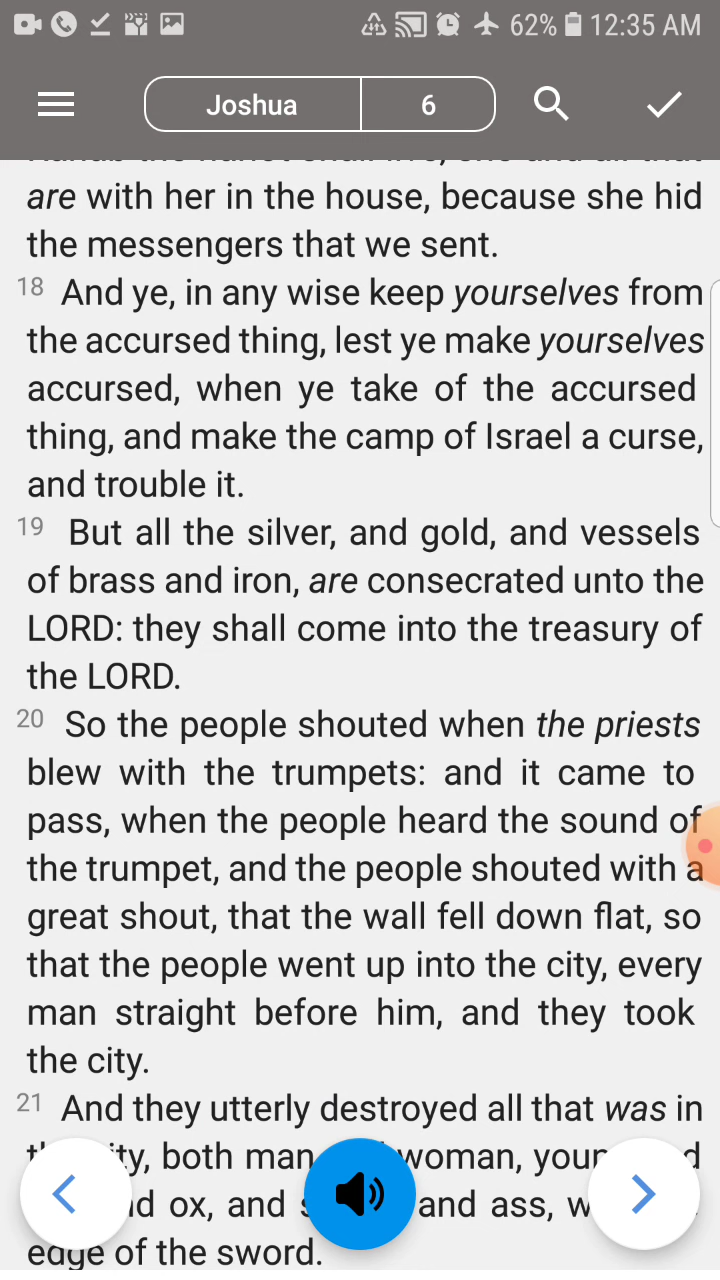 62% 12:35 AM
Joshua 6
are with her in the house, because she hid
the messengers that we sent.
18 And ye, in any wise keep yourselves from
the accursed thing, lest ye make yourselves
accursed, when ye take of the accursed
thing, and make the camp of Israel a curse,
and trouble it.
19 But all the silver, and gold, and vessels
of brass and iron, are consecrated unto the
LORD: they shall come into the treasury of
the LORD.
20 So the people shouted when the priests
blew with the trumpets: and it came to
pass, when the people heard the sound of
the trumpet, and the people shouted with a
great shout, that the wall fell down flat, so
that the people went up into the city, every
man straight before him, and they took
the city.
21 And they utterly destroyed all that was in
both man woman,
ox, and and ass,
edge of the sword.